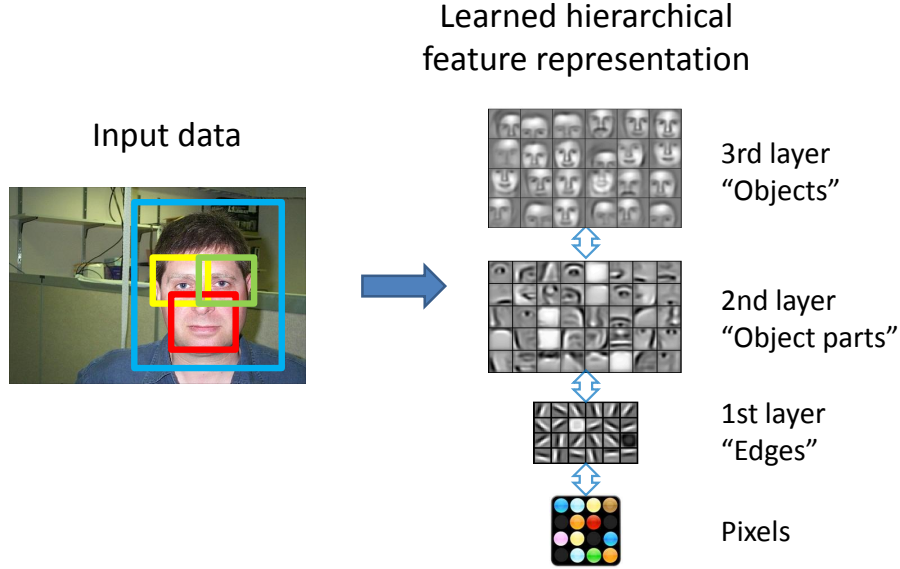 Learned hierarchical
feature representation
Input data
3rd layer
“Objects”
2nd layer
“Object parts”
1st layer
“Edges”
Pixels